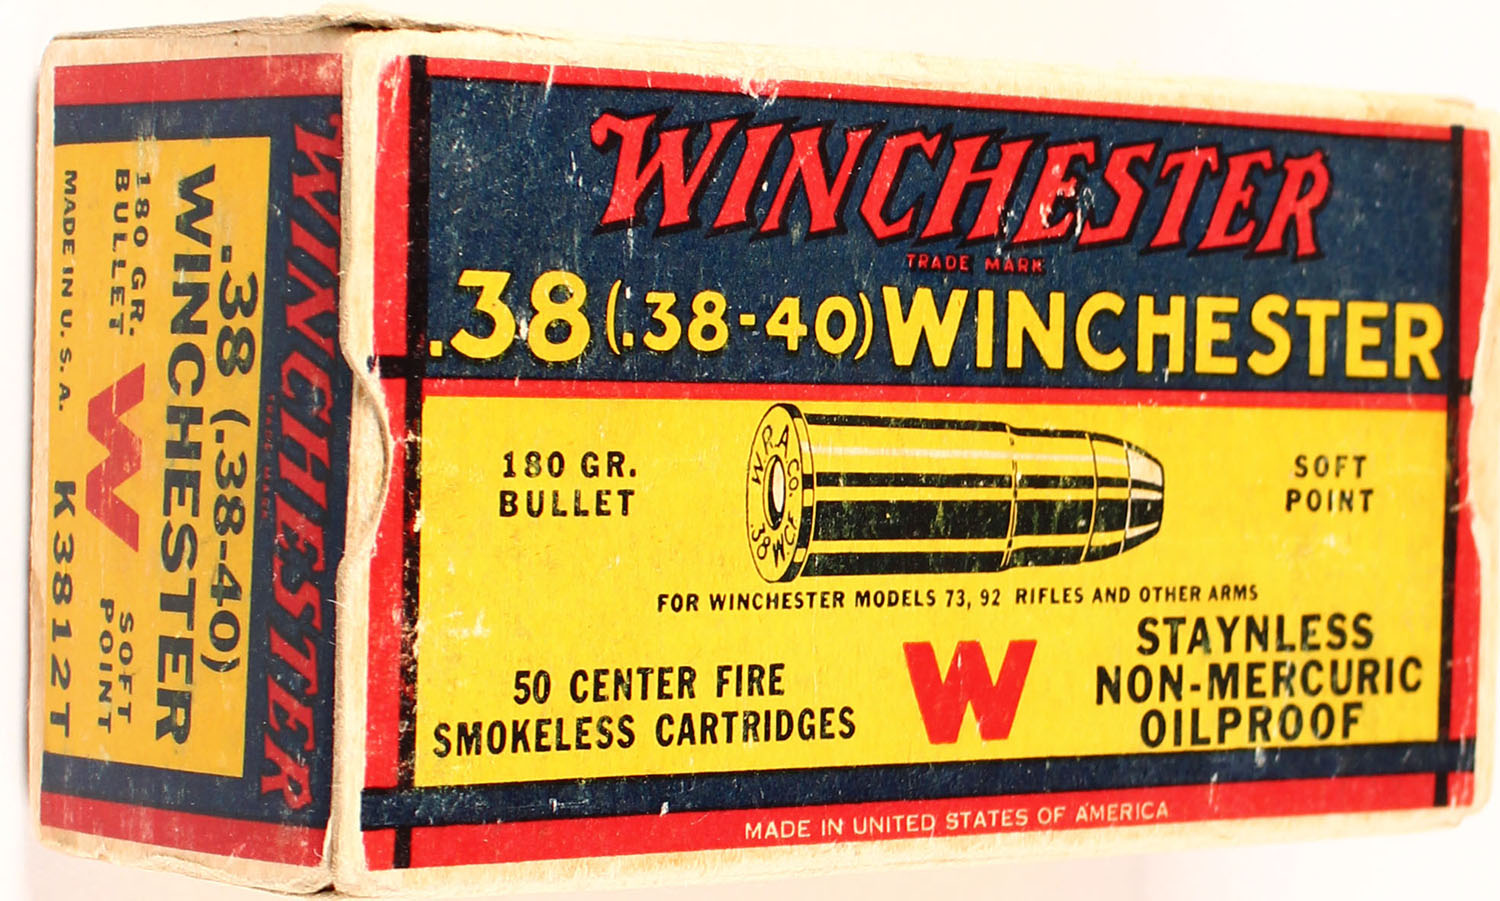 WINCHESTER
TRADE MARK
.38 (.38-40) WINCHESTER
180 GR.
BULLET
W.R.A. Co.
.38 W.C.F.
SOFT
POINT
FOR WINCHESTER MODELS 73, 92 RIFLES AND OTHER ARMS
50 CENTER FIRE
SMOKELESS CARTRIDGES
W
STAYNLESS
NON-MERCURIC
OILPROOF
MADE IN UNITED STATES OF AMERICA
WINCHESTER
TRADE MARK
.38 (.38-40)
WINCHESTER
180 GR.
BULLET
W
SOFT
POINT
MADE IN U.S.A.
K3812T